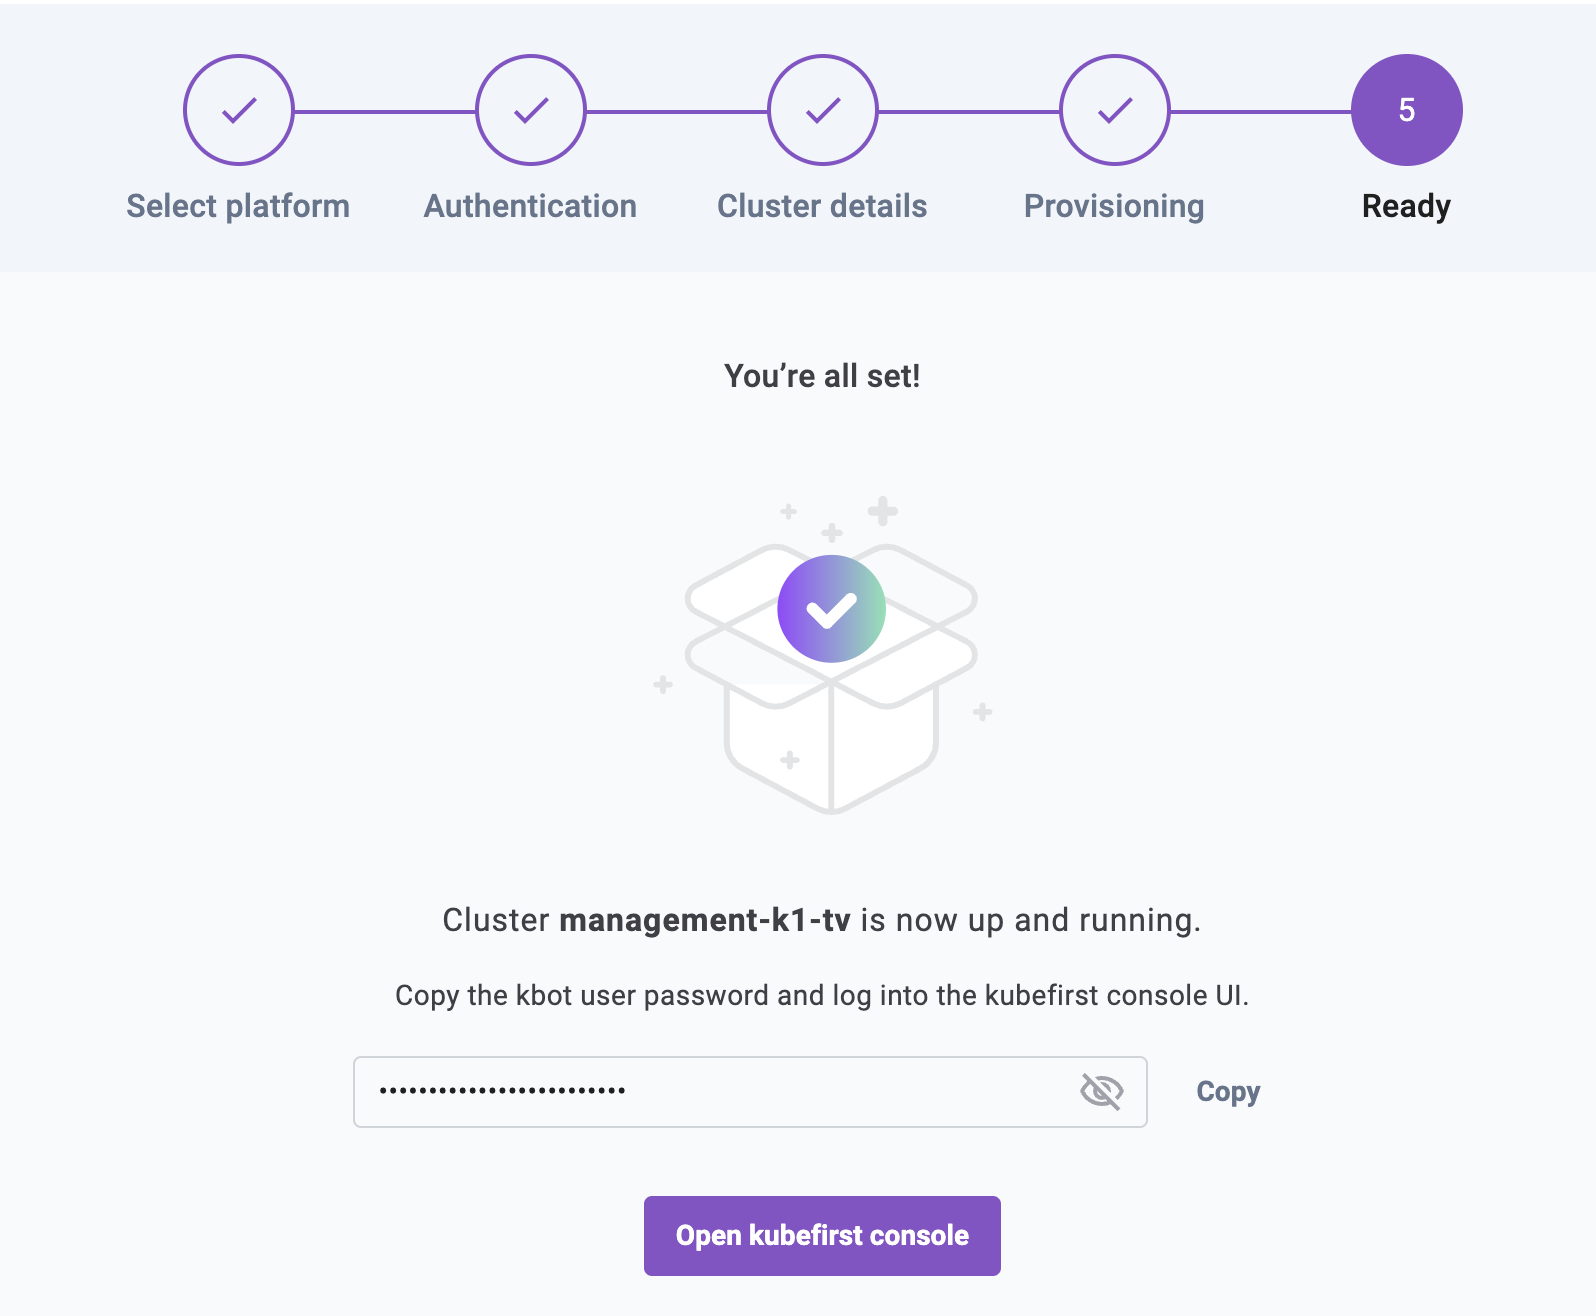 5
Select platform
Authentication
Cluster details
Provisioning
Ready
You’re all set!
Cluster management-k1-tv is now up and running.
Copy the kbot user password and log into the kubefirst console UI.
•••••••••••••••••••••••••
Copy
Open kubefirst console